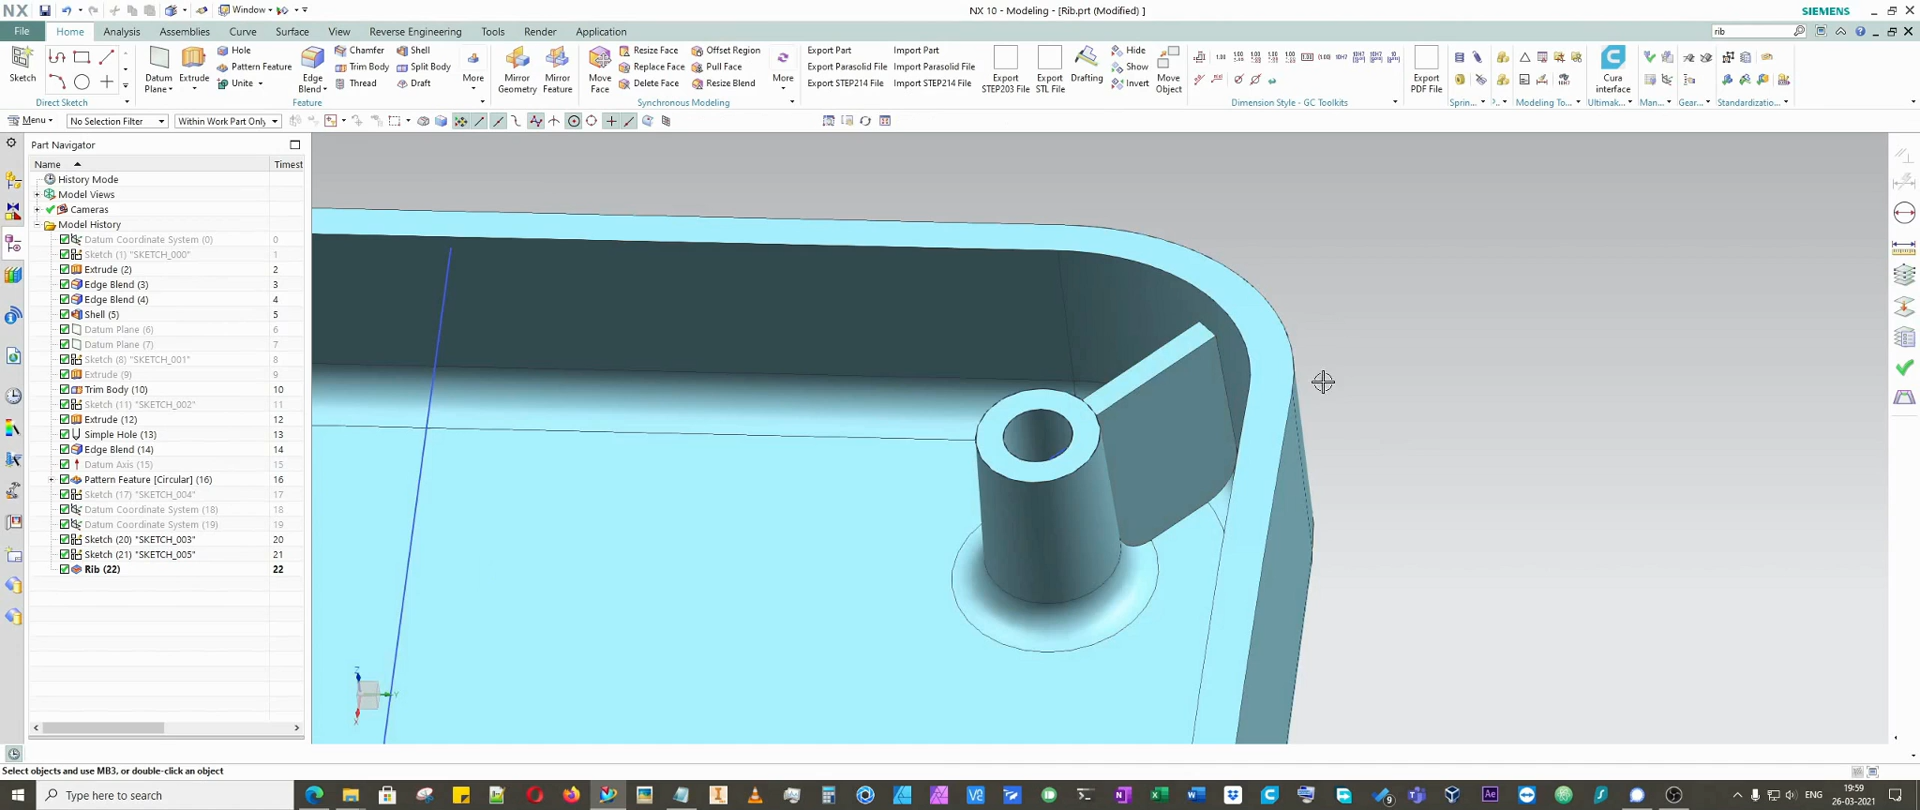 NX
Window
NX 10 - Modeling - [Rib.prt (Modified) ]
SIEMENS
File Home Analysis Assemblies Curve Surface View Reverse Engineering Tools Render Application
rib
Hole Chamfer Shell Resize Face Offset Region Export Part Import Part Hide
Sketch Datum Plane Extrude Pattern Feature Edge Blend Trim Body Split Body More Mirror Geometry Mirror Feature Move Face Replace Face Pull Face More Export Parasolid File Import Parasolid File Export STEP203 File Export STL File Drafting Show Move Object Export PDF File Cura interface
Unite Thread Draft Delete Face Resize Blend Export STEP214 File Import STEP214 File Invert
Direct Sketch Feature Synchronous Modeling Dimension Style - GC Toolkits Sprin... Modeling To... Ultimak... Man... Gear... Standardizatio...
Menu No Selection Filter Within Work Part Only
Part Navigator
Name Timest
History Mode
Model Views
Cameras
Model History
Datum Coordinate System (0) 0
Sketch (1) "SKETCH_000" 1
Extrude (2) 2
Edge Blend (3) 3
Edge Blend (4) 4
Shell (5) 5
Datum Plane (6) 6
Datum Plane (7) 7
Sketch (8) "SKETCH_001" 8
Extrude (9) 9
Trim Body (10) 10
Sketch (11) "SKETCH_002" 11
Extrude (12) 12
Simple Hole (13) 13
Edge Blend (14) 14
Datum Axis (15) 15
Pattern Feature [Circular] (16) 16
Sketch (17) "SKETCH_004" 17
Datum Coordinate System (18) 18
Datum Coordinate System (19) 19
Sketch (20) "SKETCH_003" 20
Sketch (21) "SKETCH_005" 21
Rib (22) 22
Z
Y
X
Select objects and use MB3, or double-click an object
Type here to search
ENG
19:59
26-03-2021